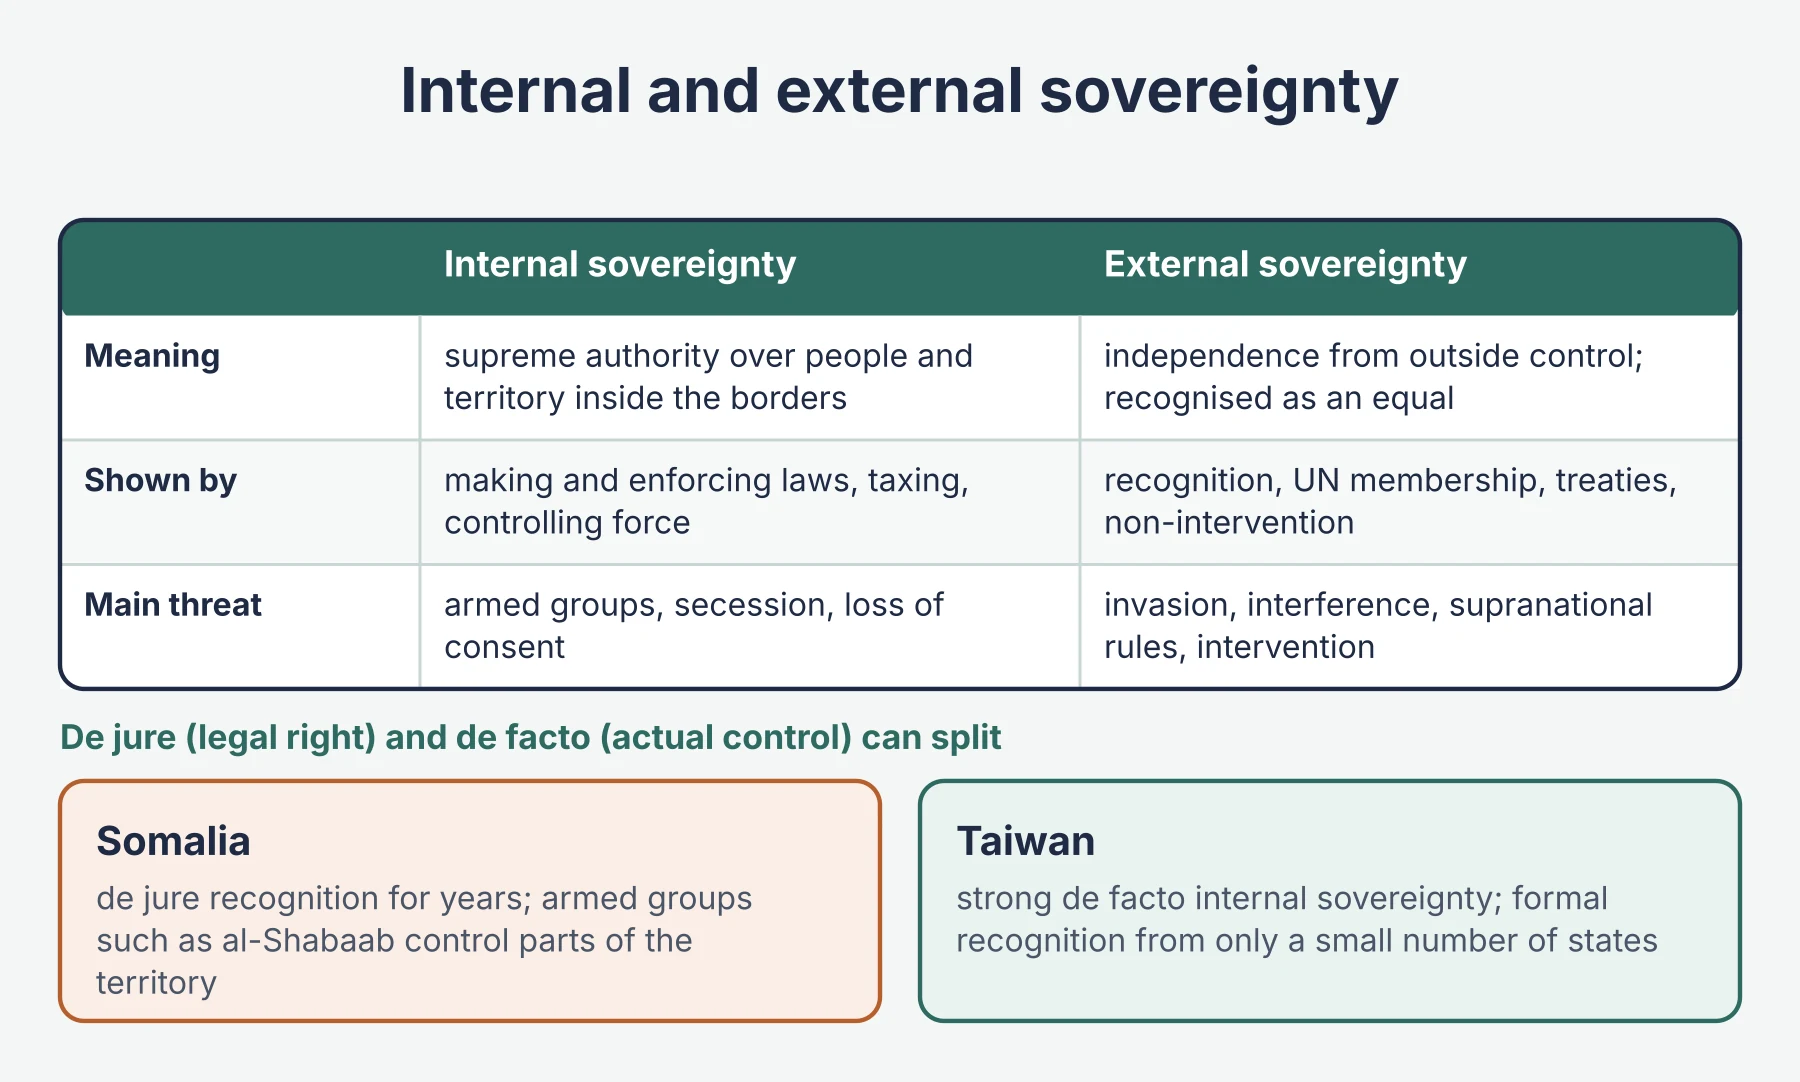 Internal and external sovereignty
Internal sovereignty
External sovereignty
Meaning
supreme authority over people and
territory inside the borders
independence from outside control;
recognised as an equal
Shown by
making and enforcing laws, taxing,
controlling force
recognition, UN membership, treaties,
non-intervention
Main threat
armed groups, secession, loss of
consent
invasion, interference, supranational
rules, intervention
De jure (legal right) and de facto (actual control) can split
Somalia
de jure recognition for years; armed groups
such as al-Shabaab control parts of the
territory
Taiwan
strong de facto internal sovereignty; formal
recognition from only a small number of states